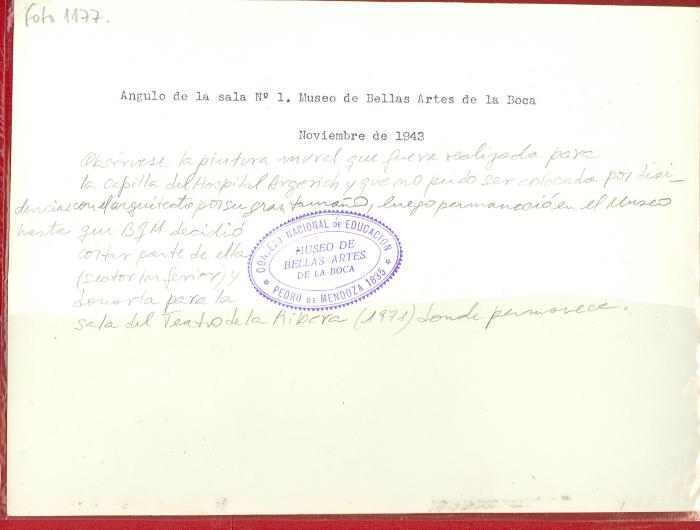 Foto 1177.
Angulo de la sala Nº 1. Museo de Bellas Artes de la Boca
Noviembre de 1943
Obsérvese la pintura mural que fuera realizada para
la capilla del Hospital Argerich y que no pudo ser colocada por disi-
dencias con el arquitecto por su gran tamaño, luego permaneció en el Museo
hasta que BQM decidió
cortar parte de ella
(sector inferior) y
donarla para la
sala del Teatro de la Ribera (1971) donde permanece.
CONSEJO NACIONAL DE EDUCACION
MUSEO DE
BELLAS ARTES
DE LA BOCA
* PEDRO DE MENDOZA 1835 *